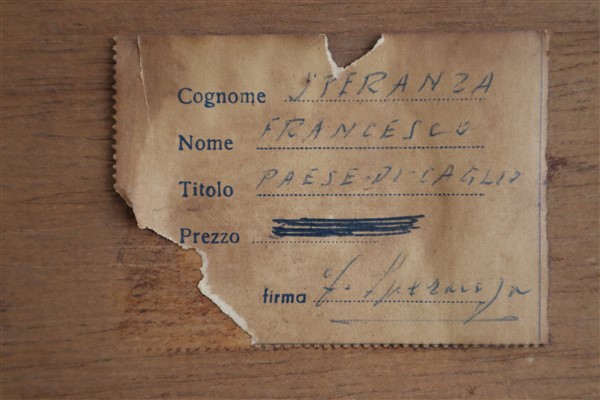 Cognome SPERANZA
Nome FRANCESCO
Titolo PAESE-DI-CAGLIO
Prezzo
firma F. Speranza